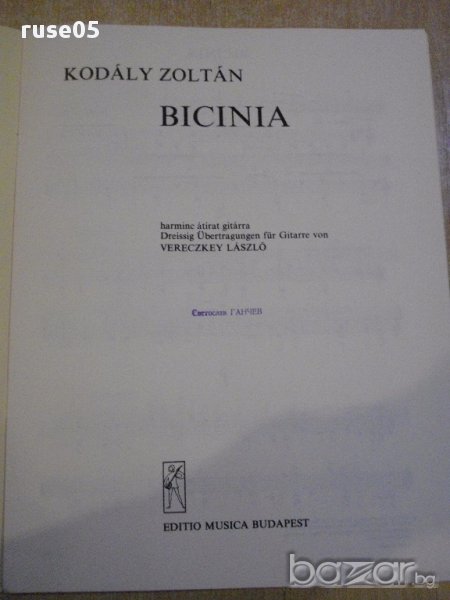 ruse05
KODÁLY ZOLTÁN
BICINIA
harminc átirat gitárra
Dreissig Übertragungen für Gitarre von
VERECZKEY LÁSZLÓ
Светослав ГАНЧЕВ
EDITIO MUSICA BUDAPEST
bazar.bg